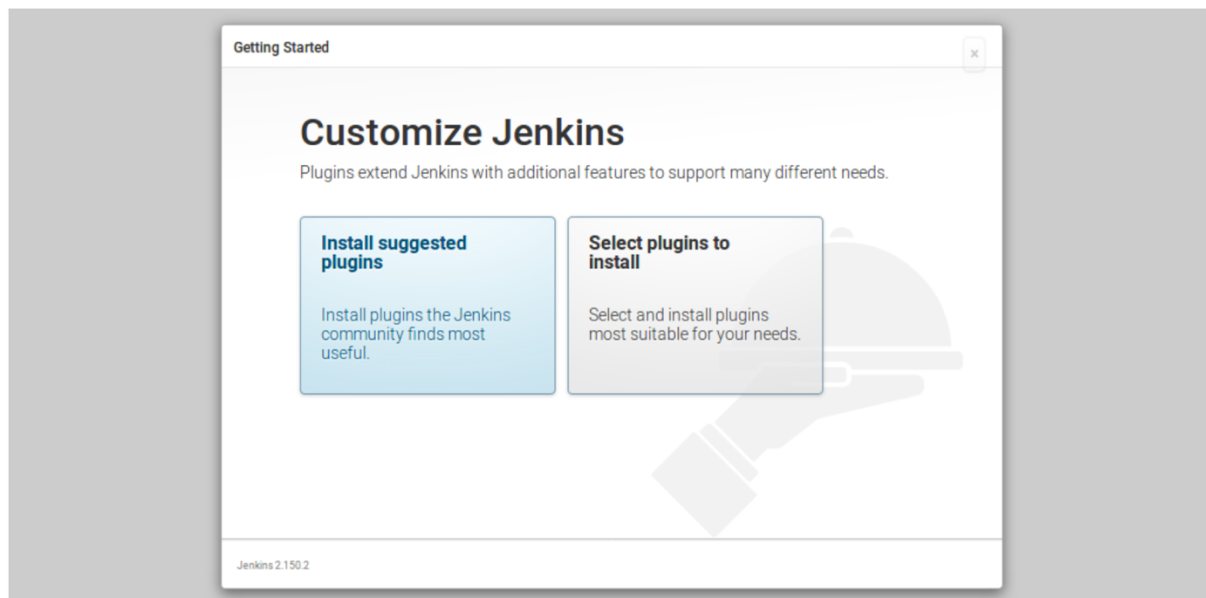 Getting Started
×
Customize Jenkins
Plugins extend Jenkins with additional features to support many different needs.
Install suggested
plugins
Install plugins the Jenkins
community finds most
useful.
Select plugins to
install
Select and install plugins
most suitable for your needs.
Jenkins 2.150.2